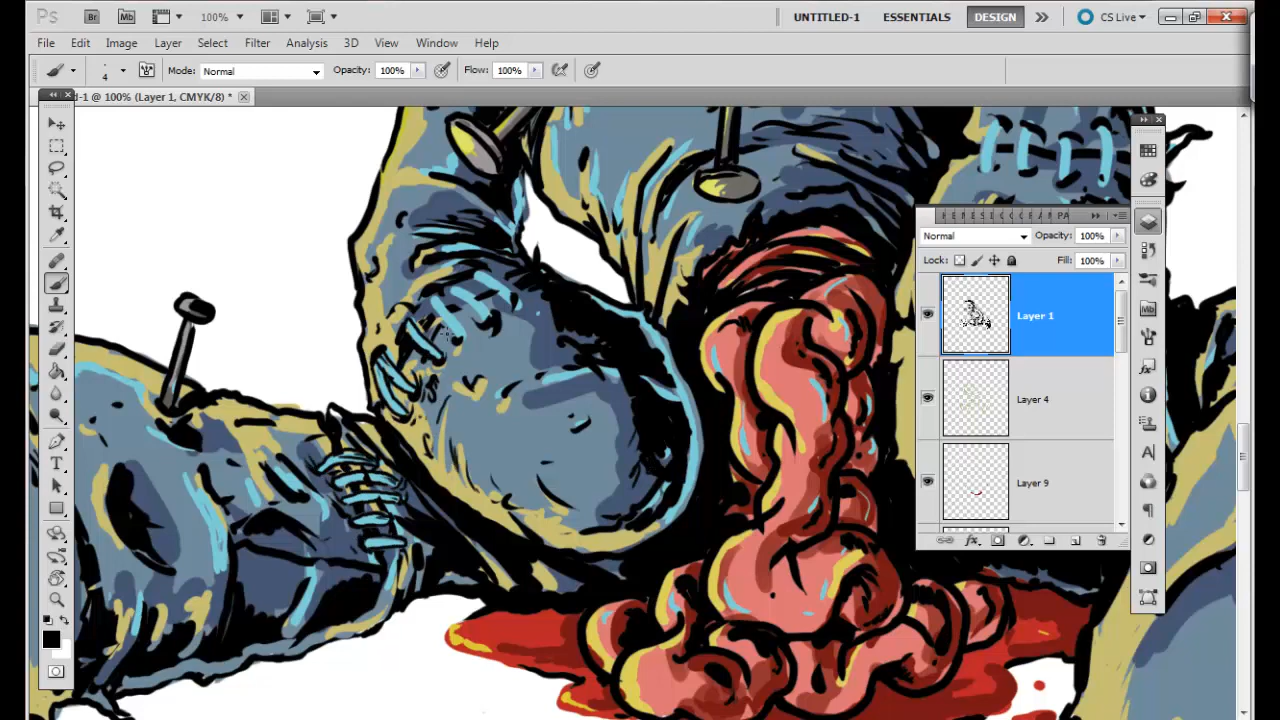 Ps Br Mb 100% UNTITLED-1 ESSENTIALS DESIGN CS Live
File Edit Image Layer Select Filter Analysis 3D View Window Help
4 Mode: Normal Opacity: 100% Flow: 100%
d-1 @ 100% (Layer 1, CMYK/8) *
PA
Normal Opacity: 100%
Lock: Fill: 100%
Layer 1
Layer 4
Layer 9